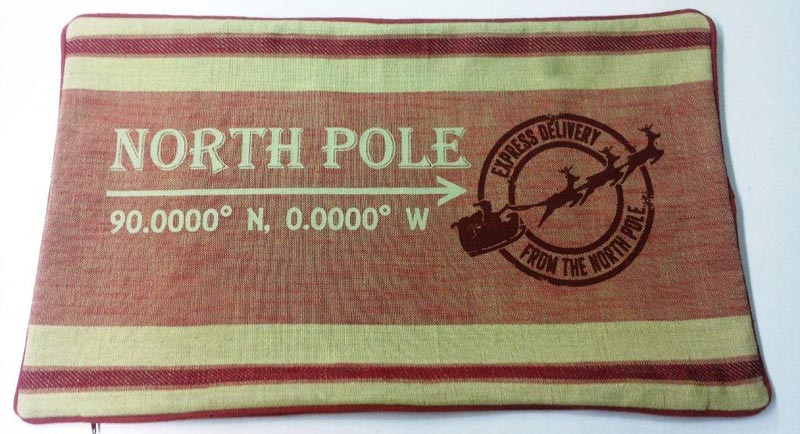 NORTH POLE
90.0000° N, 0.0000° W
EXPRESS DELIVERY
FROM THE NORTH POLE